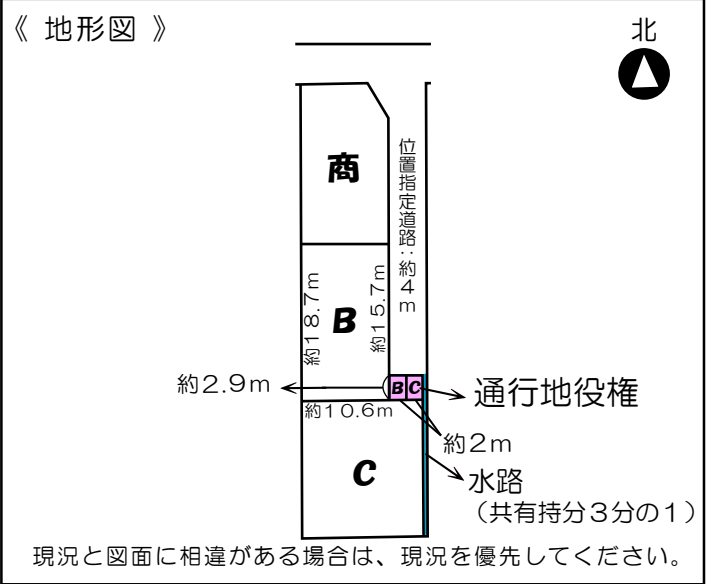 《 地形図 》
北
商
位置指定道路:約4m
約18.7m
B
約15.7m
約2.9m
B C
通行地役権
約10.6m
約2m
C
水路
(共有持分3分の1)
現況と図面に相違がある場合は、現況を優先してください。